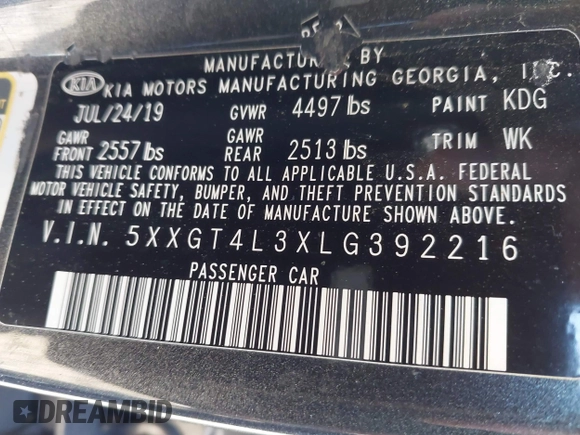 MANUFACTURED BY
KIA KIA MOTORS MANUFACTURING GEORGIA, INC.
JUL/24/19 GVWR 4497 lbs PAINT KDG
GAWR FRONT 2557 lbs GAWR REAR 2513 lbs TRIM WK
THIS VEHICLE CONFORMS TO ALL APPLICABLE U.S.A. FEDERAL
MOTOR VEHICLE SAFETY, BUMPER, AND THEFT PREVENTION STANDARDS
IN EFFECT ON THE DATE OF MANUFACTURE SHOWN ABOVE.
V.I.N. 5XXGT4L3XLG392216
PASSENGER CAR
DREAMBID